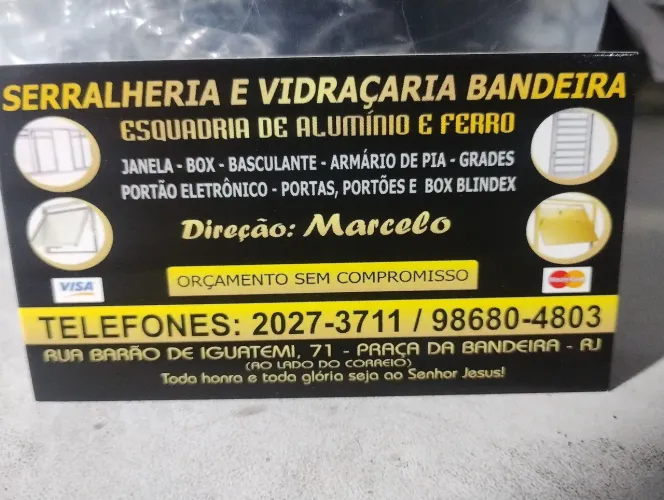 SERRALHERIA E VIDRAÇARIA BANDEIRA
ESQUADRIA DE ALUMÍNIO E FERRO
JANELA - BOX - BASCULANTE - ARMÁRIO DE PIA - GRADES
PORTÃO ELETRÔNICO - PORTAS, PORTÕES E BOX BLINDEX
Direção: Marcelo
ORÇAMENTO SEM COMPROMISSO
VISA
MasterCard
TELEFONES: 2027-3711 / 98680-4803
RUA BARÃO DE IGUATEMI, 71 - PRAÇA DA BANDEIRA - RJ
(AO LADO DO CORREIO)
Toda honra e toda glória seja ao Senhor Jesus!